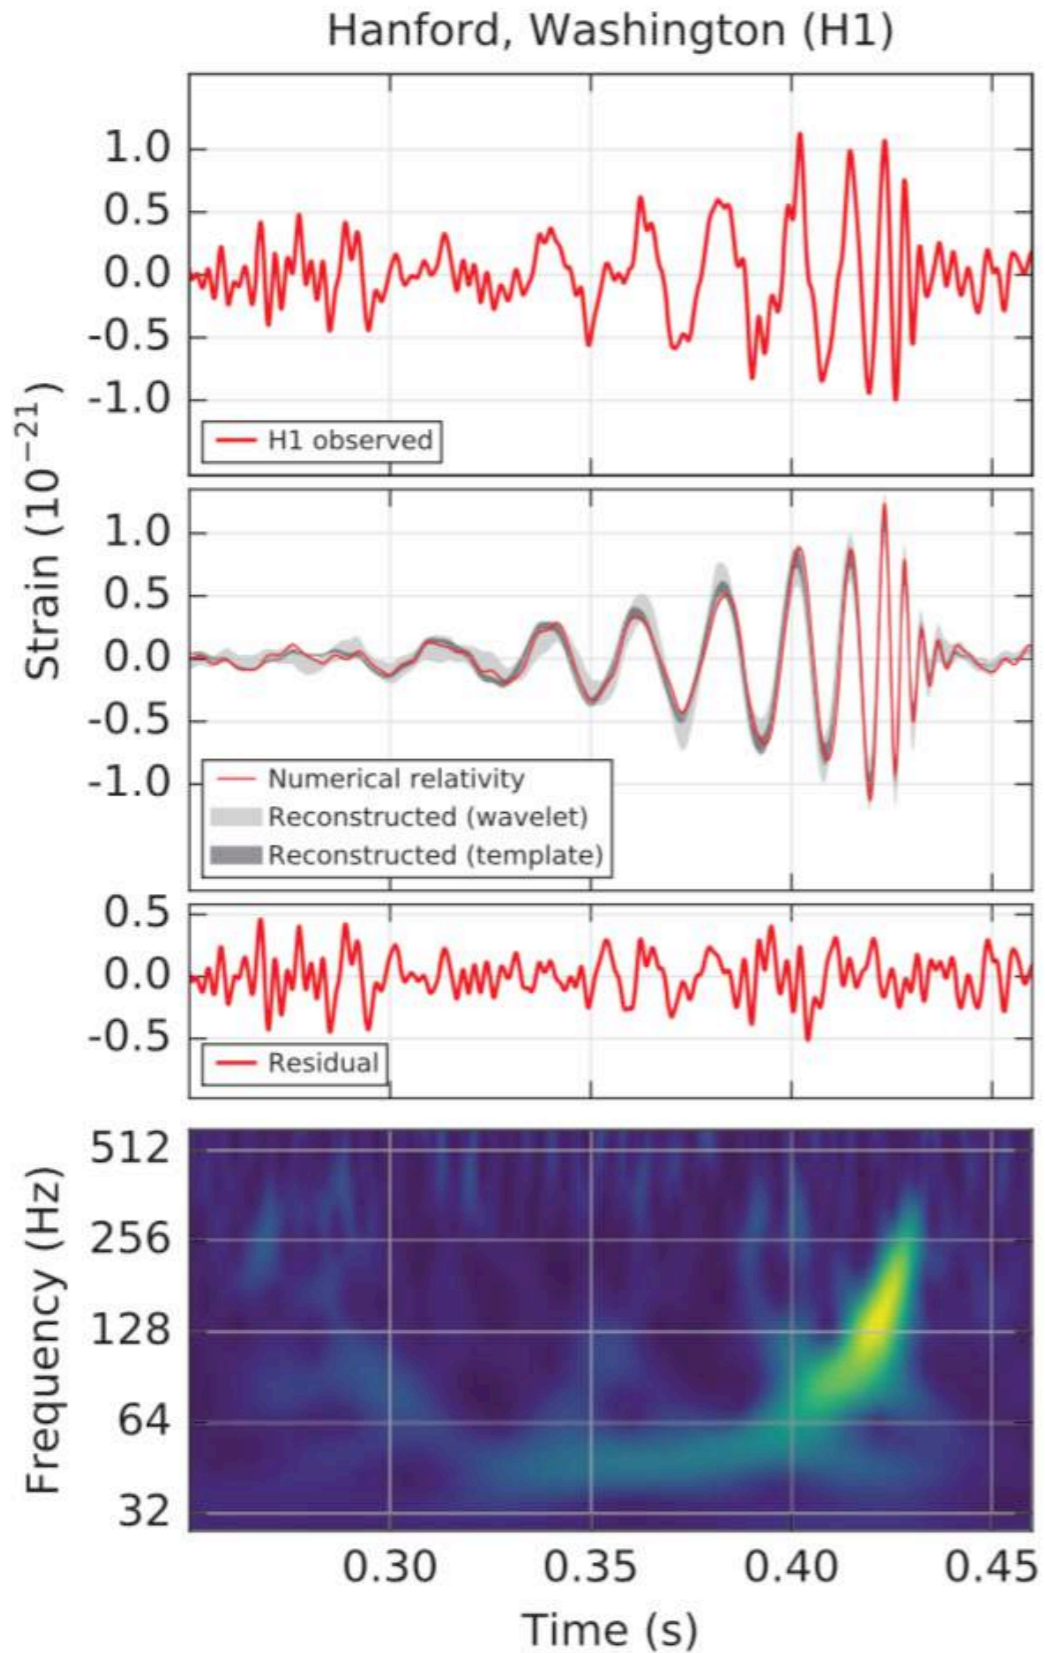 Hanford, Washington (H1)
Strain (10⁻²¹)
1.0
0.5
0.0
-0.5
-1.0
H1 observed
1.0
0.5
0.0
-0.5
-1.0
Numerical relativity
Reconstructed (wavelet)
Reconstructed (template)
0.5
0.0
-0.5
Residual
Frequency (Hz)
512
256
128
64
32
0.30 0.35 0.40 0.45
Time (s)